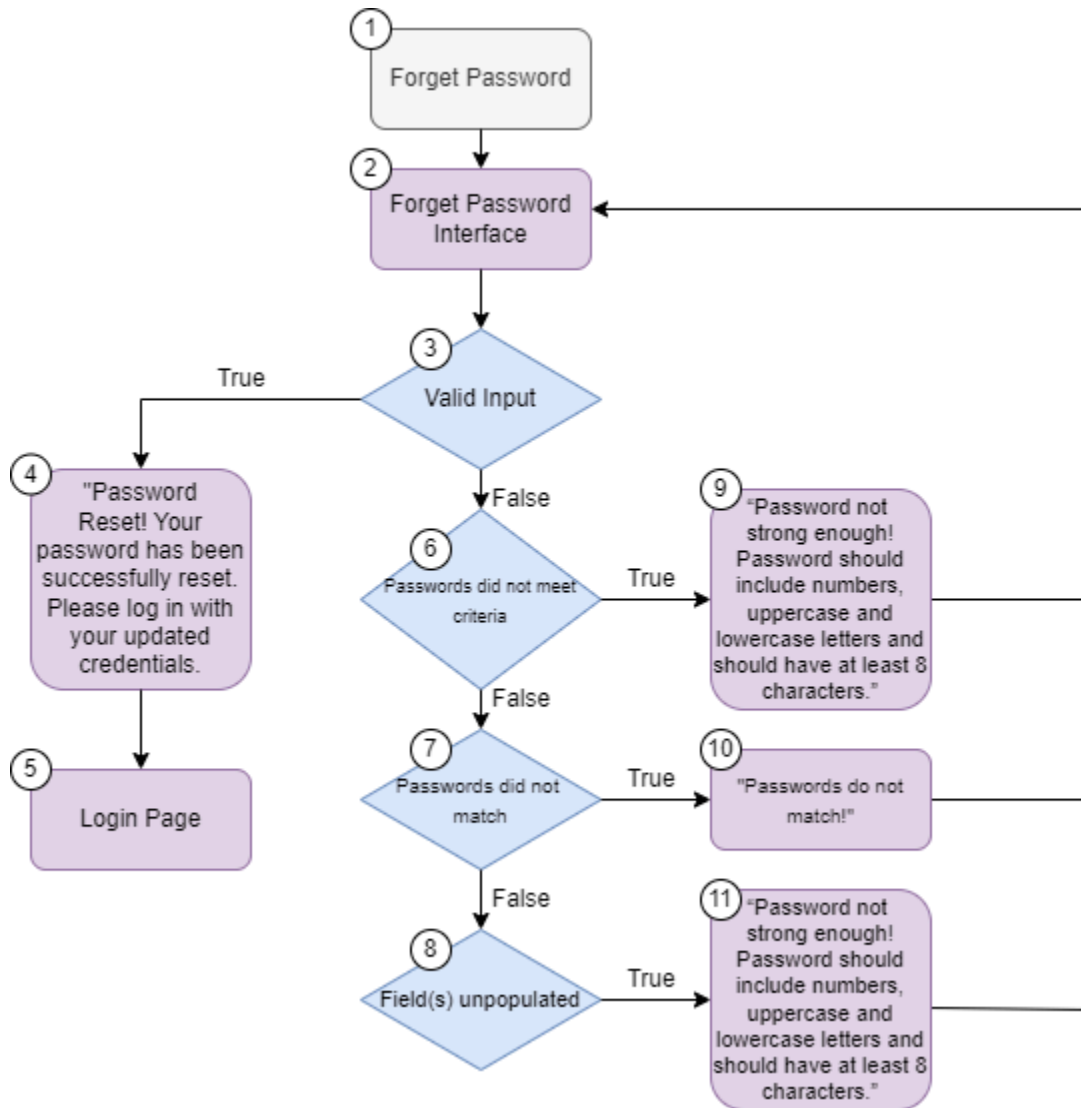 1
Forget Password
2
Forget Password
Interface
3
Valid Input
True
False
4
"Password
Reset! Your
password has been
successfully reset.
Please log in with
your updated
credentials.
5
Login Page
6
Passwords did not meet
criteria
True
False
9
“Password not
strong enough!
Password should
include numbers,
uppercase and
lowercase letters and
should have at least 8
characters.”
7
Passwords did not
match
True
False
10
"Passwords do not
match!"
8
Field(s) unpopulated
True
11
“Password not
strong enough!
Password should
include numbers,
uppercase and
lowercase letters and
should have at least 8
characters.”